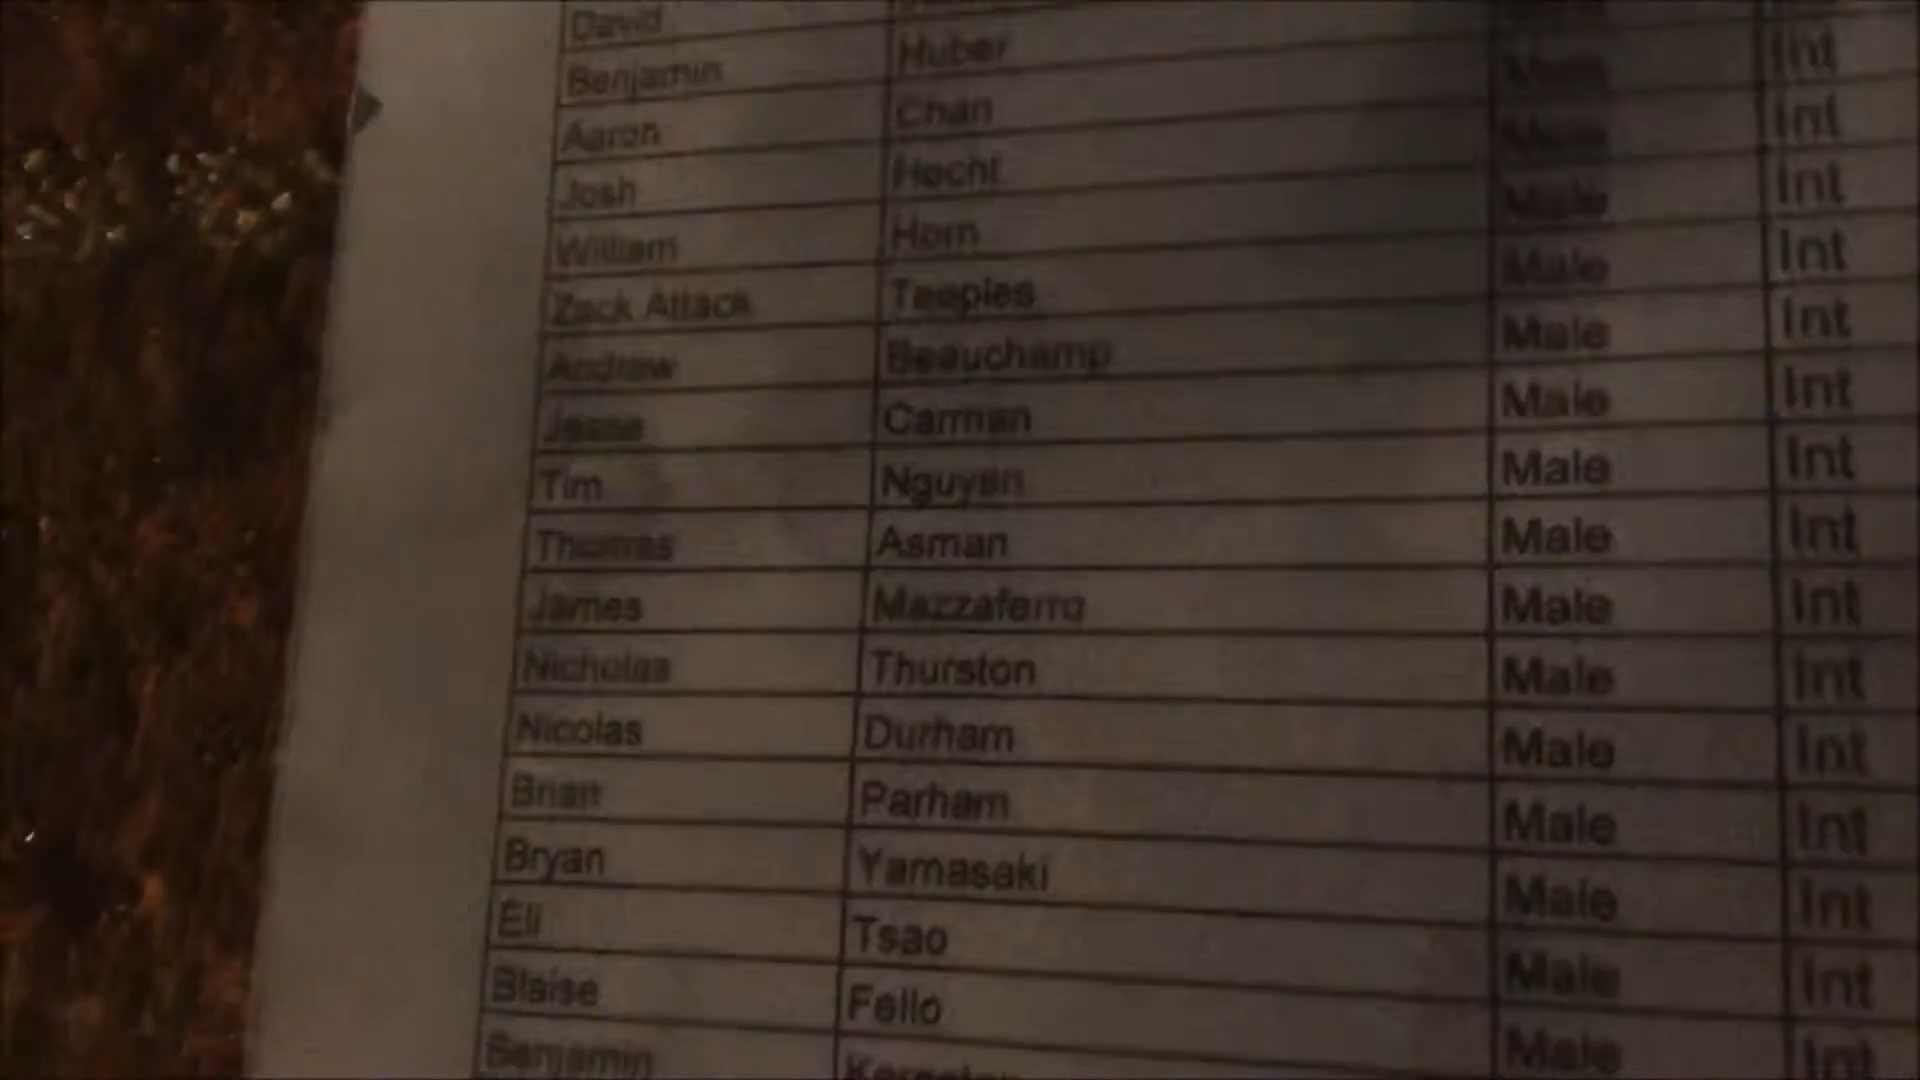 David
Benjamin Huber
Aaron Chan Male Int
Josh Hecht Male Int
William Horn Male Int
Zack Attack Teeples Male Int
Andrew Beauchamp Male Int
Jesse Carman Male Int
Tim Nguyen Male Int
Thomas Asman Male Int
James Mazzaferro Male Int
Nicholas Thurston Male Int
Nicolas Durham Male Int
Brian Parham Male Int
Bryan Yamasaki Male Int
Eli Tsao Male Int
Blaise Fello Male Int
Benjamin